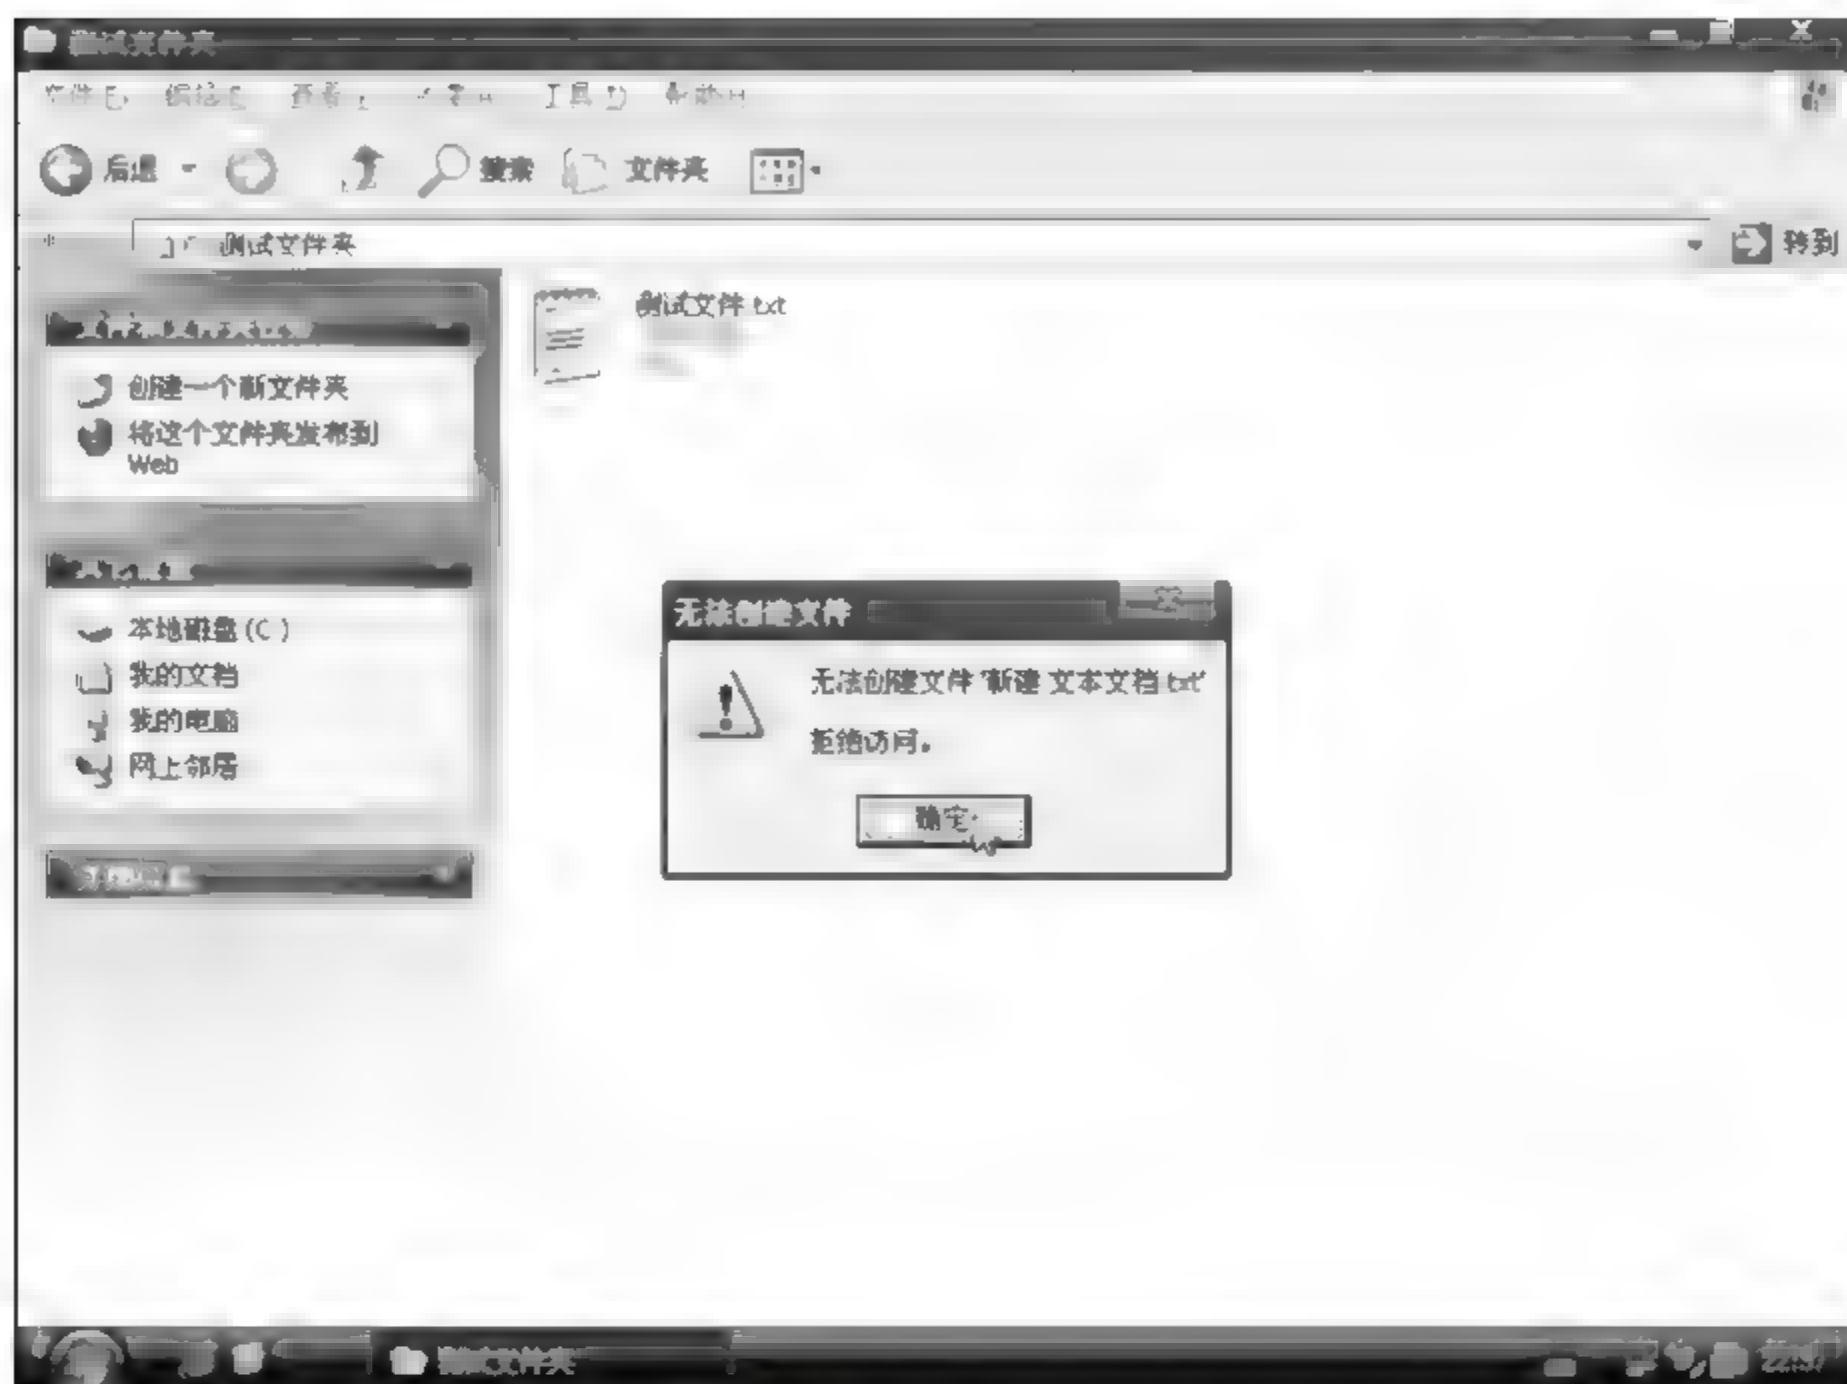 测试文件夹
工具
后退 搜索 文件夹
测试文件夹 转到
测试文件.txt
创建一个新文件夹
将这个文件夹发布到
Web
本地磁盘 (C:)
我的文档
我的电脑
网上邻居
无法创建文件
无法创建文件“新建 文本文档.txt”
拒绝访问。
确定
测试文件夹